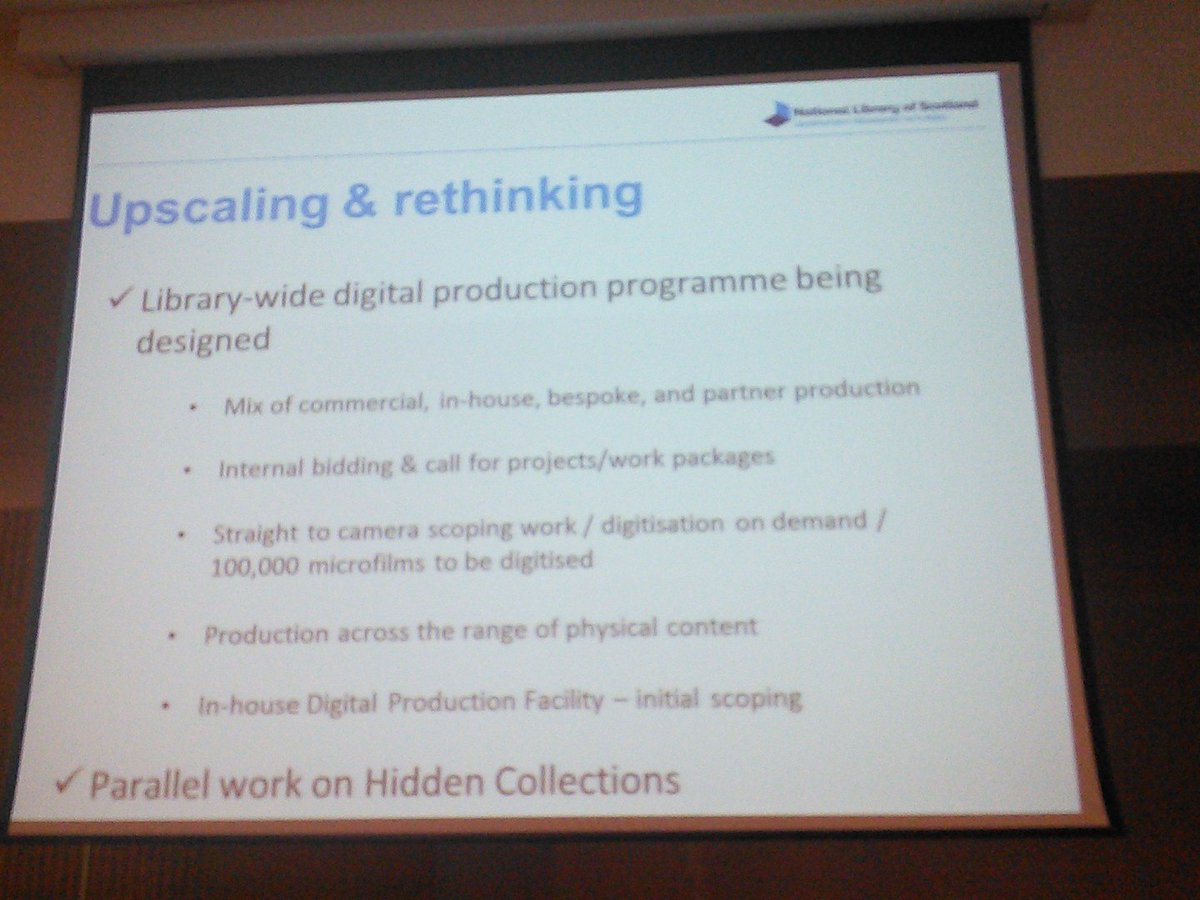 National Library of Scotland
Upscaling & rethinking
✓ Library-wide digital production programme being
designed
• Mix of commercial, in-house, bespoke, and partner production
• Internal bidding & call for projects/work packages
• Straight to camera scoping work / digitisation on demand /
100,000 microfilms to be digitised
• Production across the range of physical content
• In-house Digital Production Facility – initial scoping
✓ Parallel work on Hidden Collections